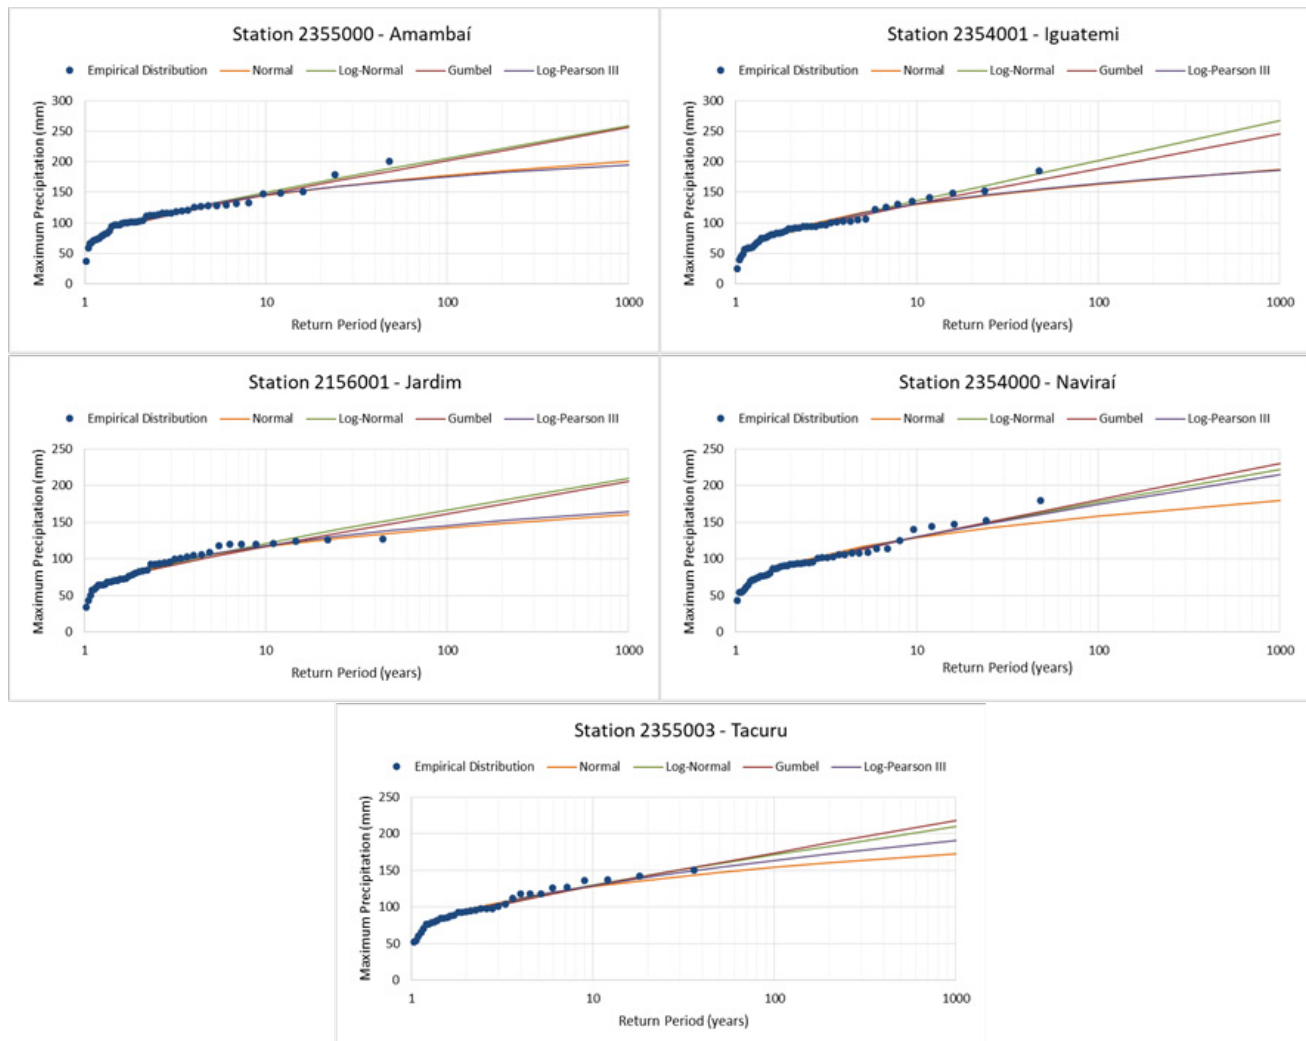 Station 2355000 - Amambaí
Empirical Distribution Normal Log-Normal Gumbel Log-Pearson III
Maximum Precipitation (mm)
300
250
200
150
100
50
0
1 10 100 1000
Return Period (years)
Station 2354001 - Iguatemi
Empirical Distribution Normal Log-Normal Gumbel Log-Pearson III
Maximum Precipitation (mm)
300
250
200
150
100
50
0
1 10 100 1000
Return Period (years)
Station 2156001 - Jardim
Empirical Distribution Normal Log-Normal Gumbel Log-Pearson III
Maximum Precipitation (mm)
250
200
150
100
50
0
1 10 100 1000
Return Period (years)
Station 2354000 - Naviraí
Empirical Distribution Normal Log-Normal Gumbel Log-Pearson III
Maximum Precipitation (mm)
250
200
150
100
50
0
1 10 100 1000
Return Period (years)
Station 2355003 - Tacuru
Empirical Distribution Normal Log-Normal Gumbel Log-Pearson III
Maximum Precipitation (mm)
250
200
150
100
50
0
1 10 100 1000
Return Period (years)